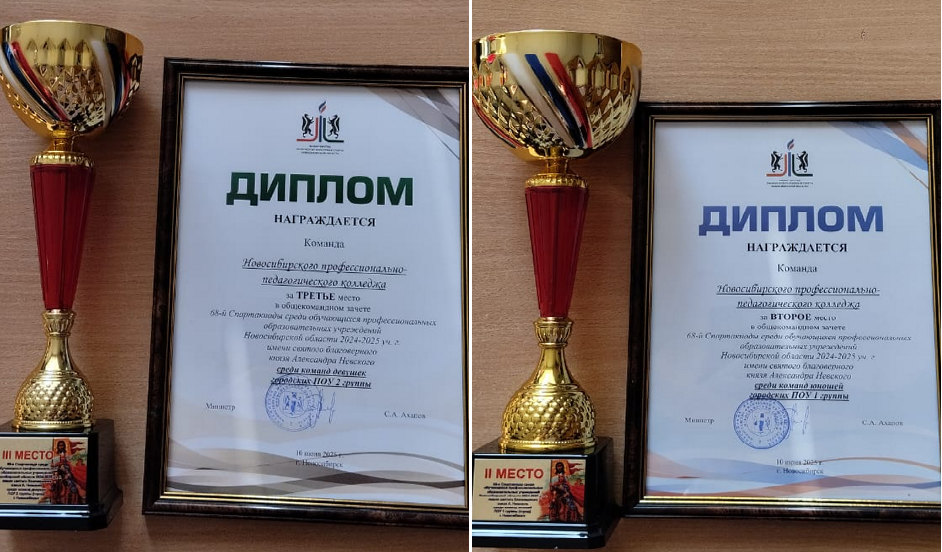 ДИПЛОМ
НАГРАЖДАЕТСЯ
Команда
Новосибирского профессионально-
педагогического колледжа
за ТРЕТЬЕ место
в общекомандном зачете
68-й Спартакиады среди обучающихся профессиональных
образовательных учреждений
Новосибирской области 2024-2025 уч. г.
имени святого благоверного
князя Александра Невского
среди команд девушек
городских ПОУ 2 группы
Министр С.А. Ахапов
10 июня 2025 г.
г. Новосибирск
III МЕСТО
ДИПЛОМ
НАГРАЖДАЕТСЯ
Команда
Новосибирского профессионально-
педагогического колледжа
за ВТОРОЕ место
в общекомандном зачете
68-й Спартакиады среди обучающихся профессиональных
образовательных учреждений
Новосибирской области 2024-2025 уч. г.
имени святого благоверного
князя Александра Невского
среди команд юношей
городских ПОУ 1 группы
Министр С.А. Ахапов
10 июня 2025 г.
г. Новосибирск
II МЕСТО